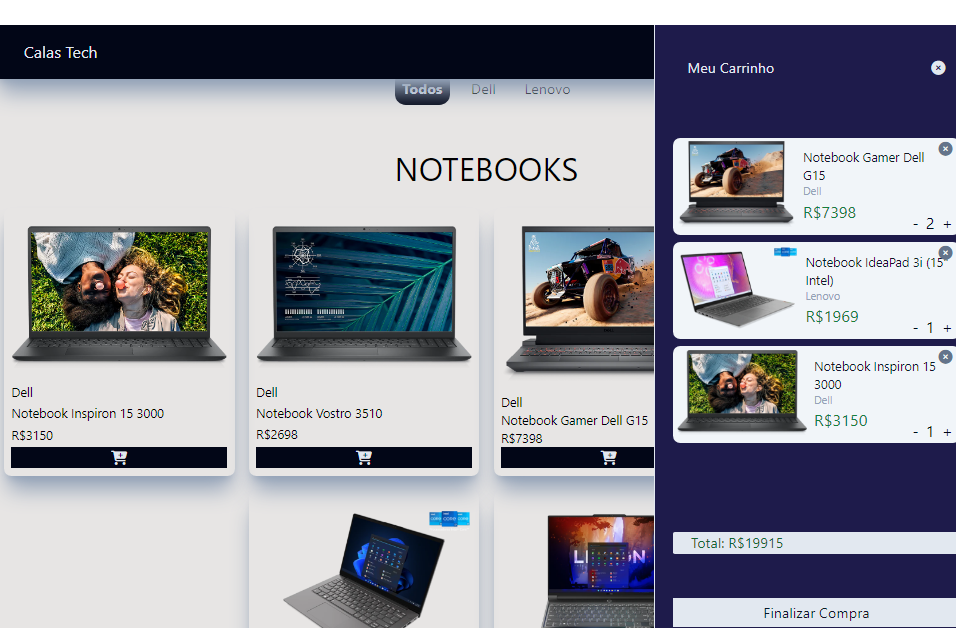 Calas Tech
Todos
Dell
Lenovo
NOTEBOOKS
Dell
Notebook Inspiron 15 3000
R$3150
Dell
Notebook Vostro 3510
R$2698
Dell
Notebook Gamer Dell G15
R$7398
Meu Carrinho
Notebook Gamer Dell
G15
Dell
R$7398
- 2 +
Notebook IdeaPad 3i (15"
Intel)
Lenovo
R$1969
- 1 +
Notebook Inspiron 15
3000
Dell
R$3150
- 1 +
Total: R$19915
Finalizar Compra